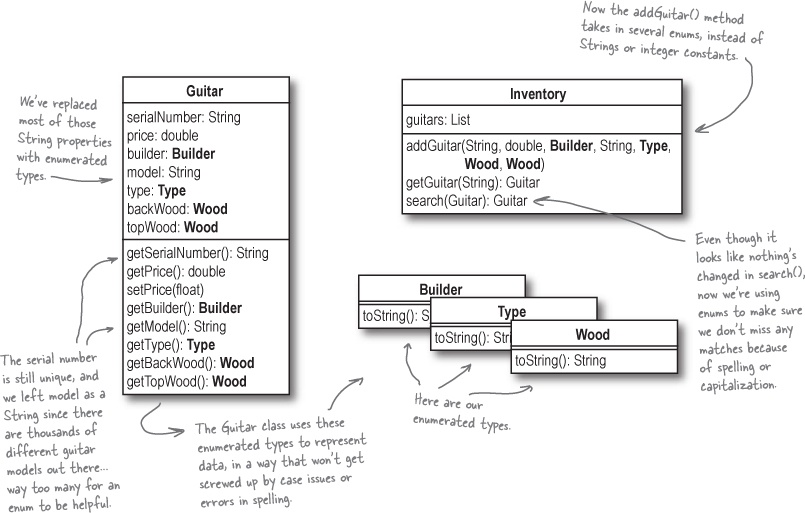 Now the addGuitar() method
takes in several enums, instead of
Strings or integer constants.
We've replaced
most of those
String properties
with enumerated
types.
Guitar
serialNumber: String
price: double
builder: Builder
model: String
type: Type
backWood: Wood
topWood: Wood
getSerialNumber(): String
getPrice(): double
setPrice(float)
getBuilder(): Builder
getModel(): String
getType(): Type
getBackWood(): Wood
getTopWood(): Wood
Inventory
guitars: List
addGuitar(String, double, Builder, String, Type,
Wood, Wood)
getGuitar(String): Guitar
search(Guitar): Guitar
Even though it
looks like nothing's
changed in search(),
now we're using
enums to make sure
we don't miss any
matches because
of spelling or
capitalization.
Builder
toString(): S
Type
toString(): Stri
Wood
toString(): String
Here are our
enumerated types.
The serial number
is still unique, and
we left model as a
String since there
are thousands of
different guitar
models out there...
way too many for an
enum to be helpful.
The Guitar class uses these
enumerated types to represent
data, in a way that won't get
screwed up by case issues or
errors in spelling.